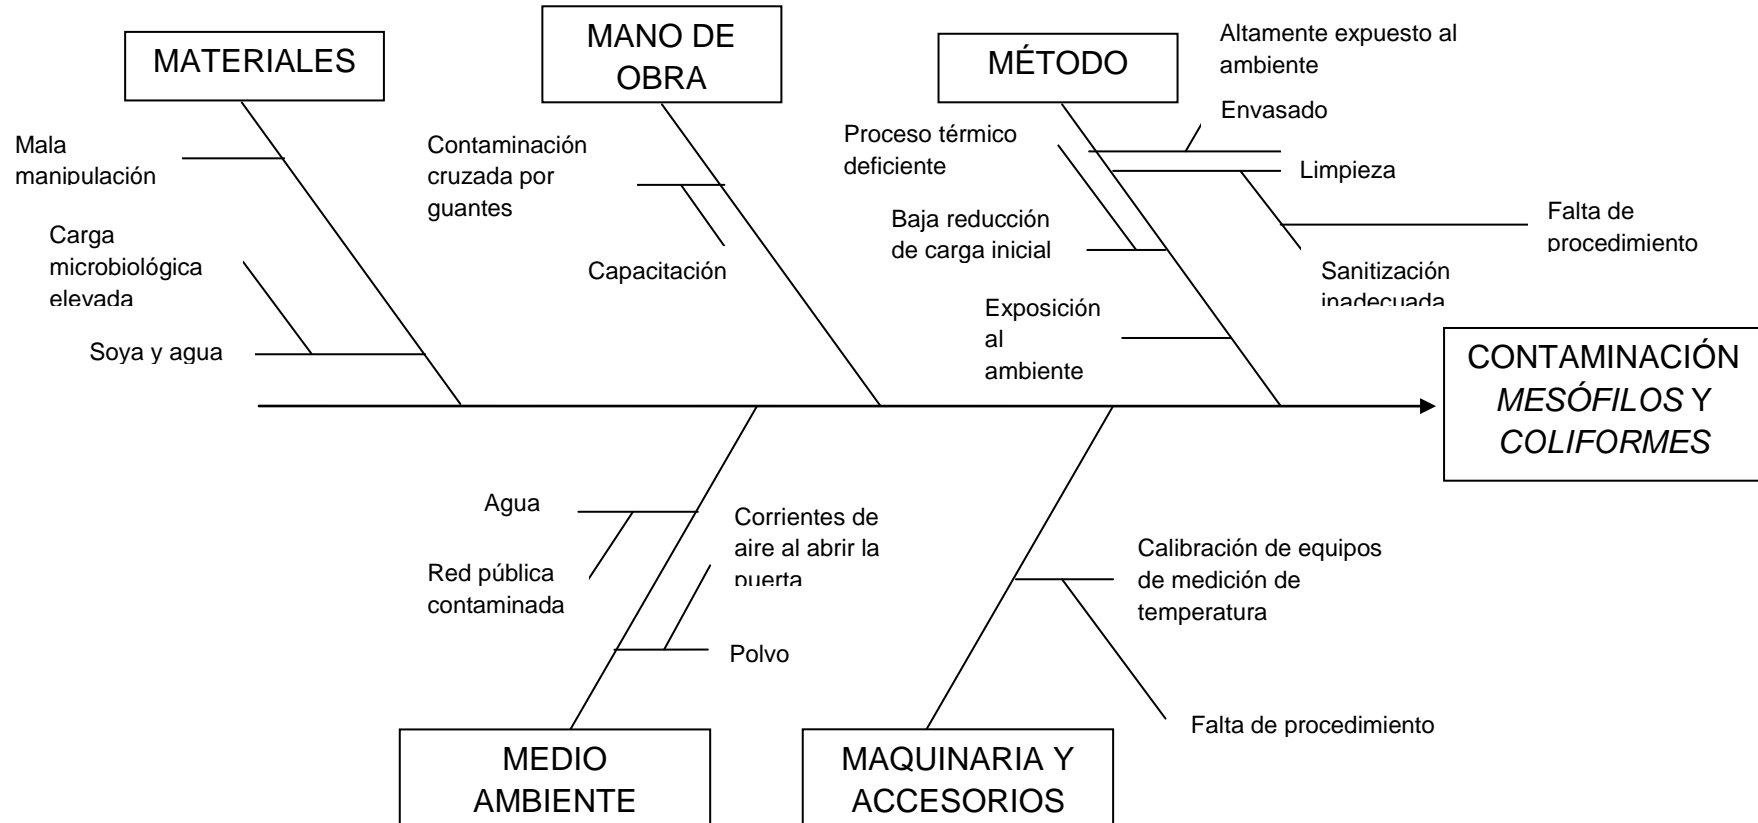 MATERIALES
MANO DE
OBRA
MÉTODO
Altamente expuesto al
ambiente
Envasado
Mala
manipulación
Contaminación
cruzada por
guantes
Proceso térmico
deficiente
Limpieza
Carga
microbiológica
elevada
Capacitación
Baja reducción
de carga inicial
Falta de
procedimiento
Sanitización
inadecuada
Soya y agua
Exposición
al
ambiente
CONTAMINACIÓN
MESÓFILOS Y
COLIFORMES
Agua
Red pública
contaminada
Corrientes de
aire al abrir la
puerta
Polvo
Calibración de equipos
de medición de
temperatura
Falta de procedimiento
MEDIO
AMBIENTE
MAQUINARIA Y
ACCESORIOS